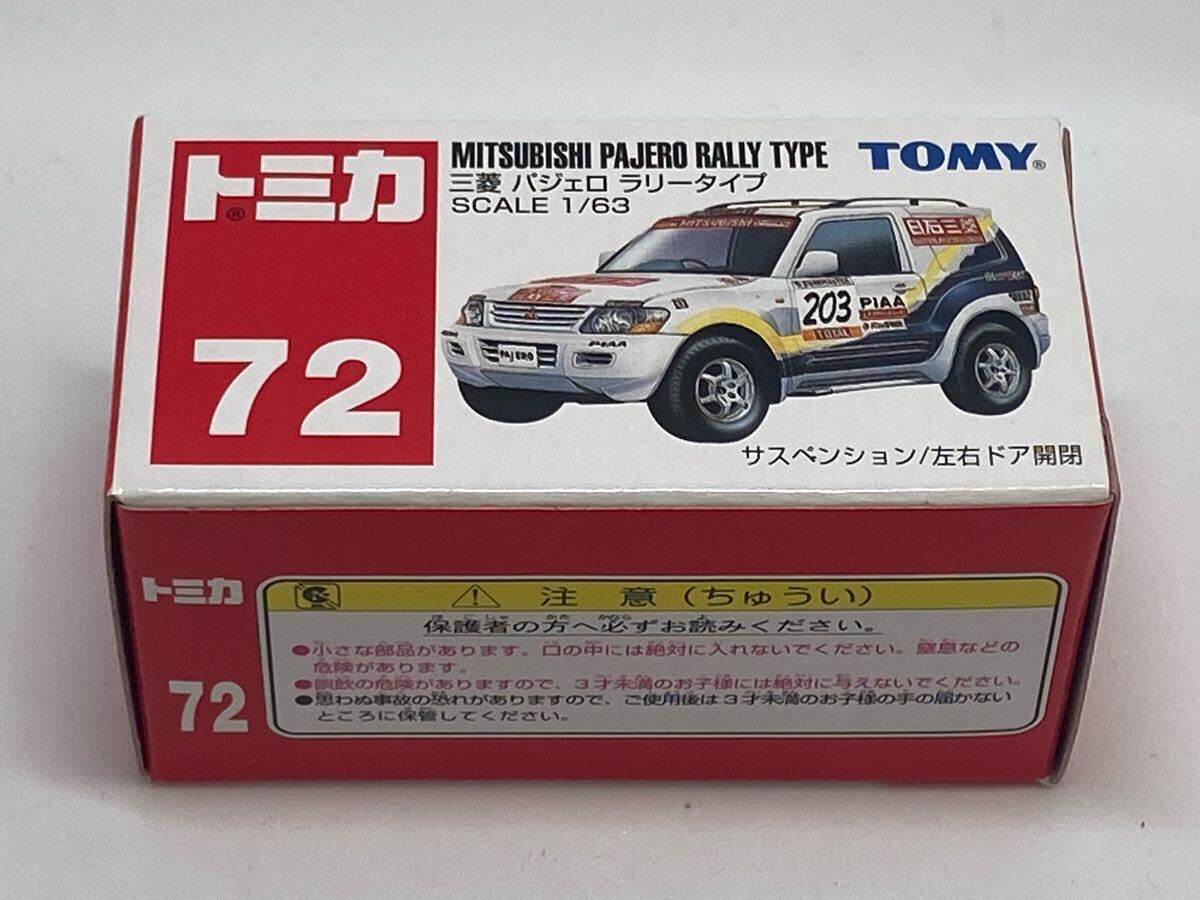 トミカ®
72
MITSUBISHI PAJERO RALLY TYPE
三菱 パジェロ ラリータイプ
SCALE 1/63
TOMY®
MITSUBISHI
日石三菱
203
TOTAL
PIAA
PIAA
PAJERO
サスペンション/左右ドア開閉
トミカ
72
⚠ 注意(ちゅうい)
保護者の方へ必ずお読みください。
●小さな部品があります。口の中には絶対に入れないでください。窒息などの
危険があります。
●誤飲の危険がありますので、3才未満のお子様には絶対に与えないでください。
●思わぬ事故の恐れがありますので、ご使用後は3才未満のお子様の手の届かない
ところに保管してください。